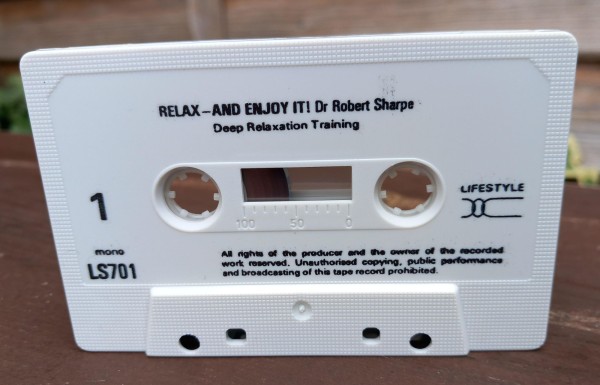 RELAX–AND ENJOY IT! Dr Robert Sharpe
Deep Relaxation Training
1
LIFESTYLE
100 50 0
mono
LS701
All rights of the producer and the owner of the recorded
work reserved. Unauthorised copying, public performance
and broadcasting of this tape record prohibited.